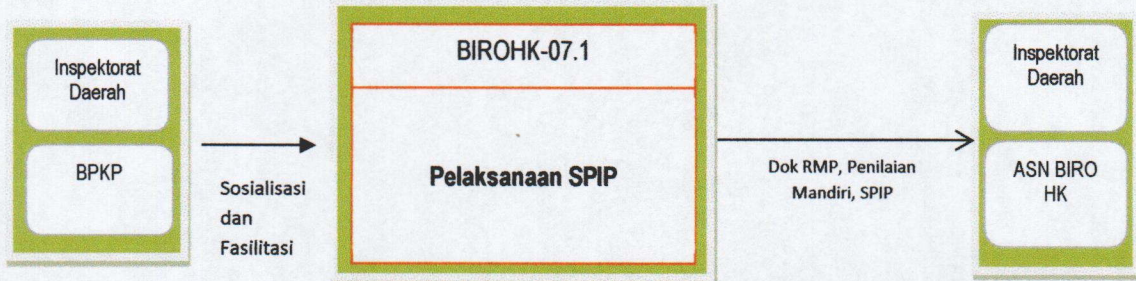 Inspektorat
Daerah
BPKP
Sosialisasi
dan
Fasilitasi
BIROHK-07.1
Pelaksanaan SPIP
Dok RMP, Penilaian
Mandiri, SPIP
Inspektorat
Daerah
ASN BIRO
HK